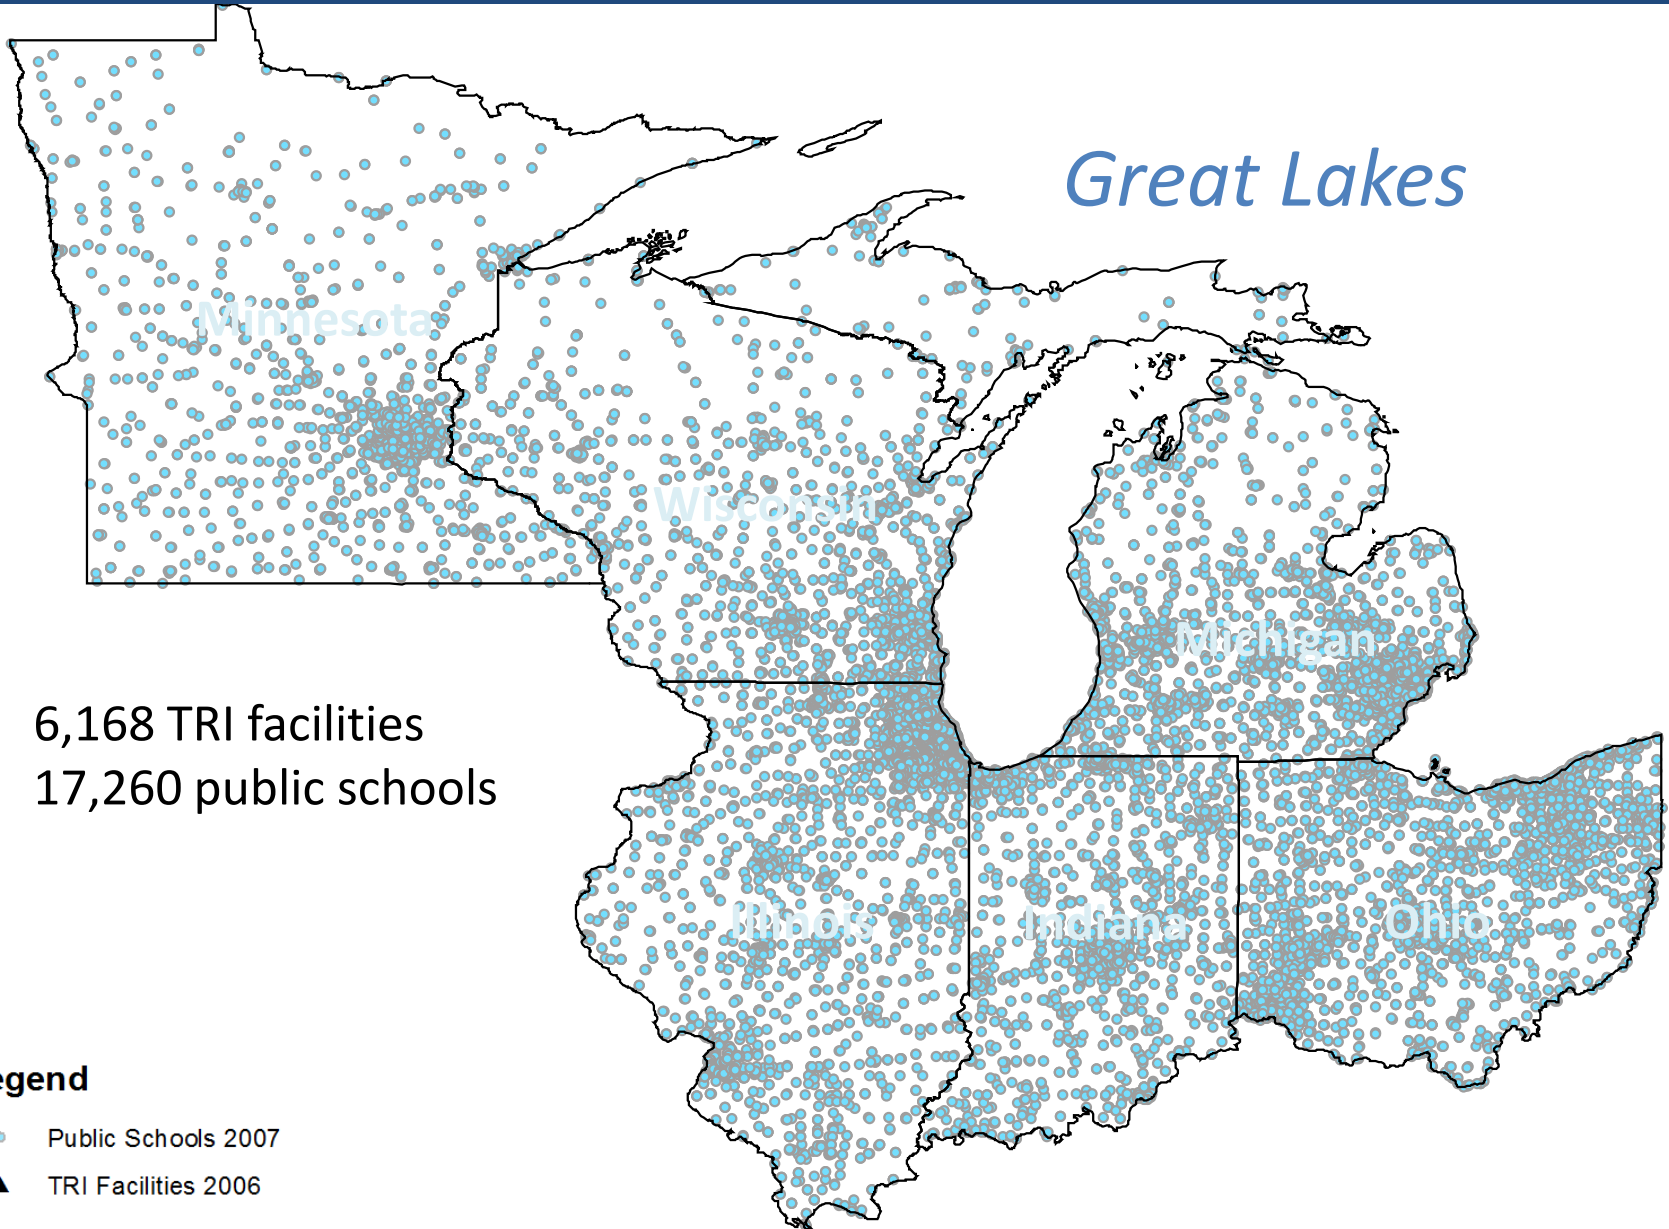 Great Lakes
Minnesota
Wisconsin
Michigan
6,168 TRI facilities
17,260 public schools
Illinois
Indiana
Ohio
egend
Public Schools 2007
TRI Facilities 2006